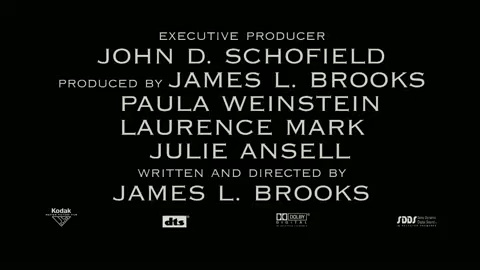 EXECUTIVE PRODUCER
JOHN D. SCHOFIELD
PRODUCED BY JAMES L. BROOKS
PAULA WEINSTEIN
LAURENCE MARK
JULIE ANSELL
WRITTEN AND DIRECTED BY
JAMES L. BROOKS
Kodak
dts
DOLBY
DIGITAL
SDDS